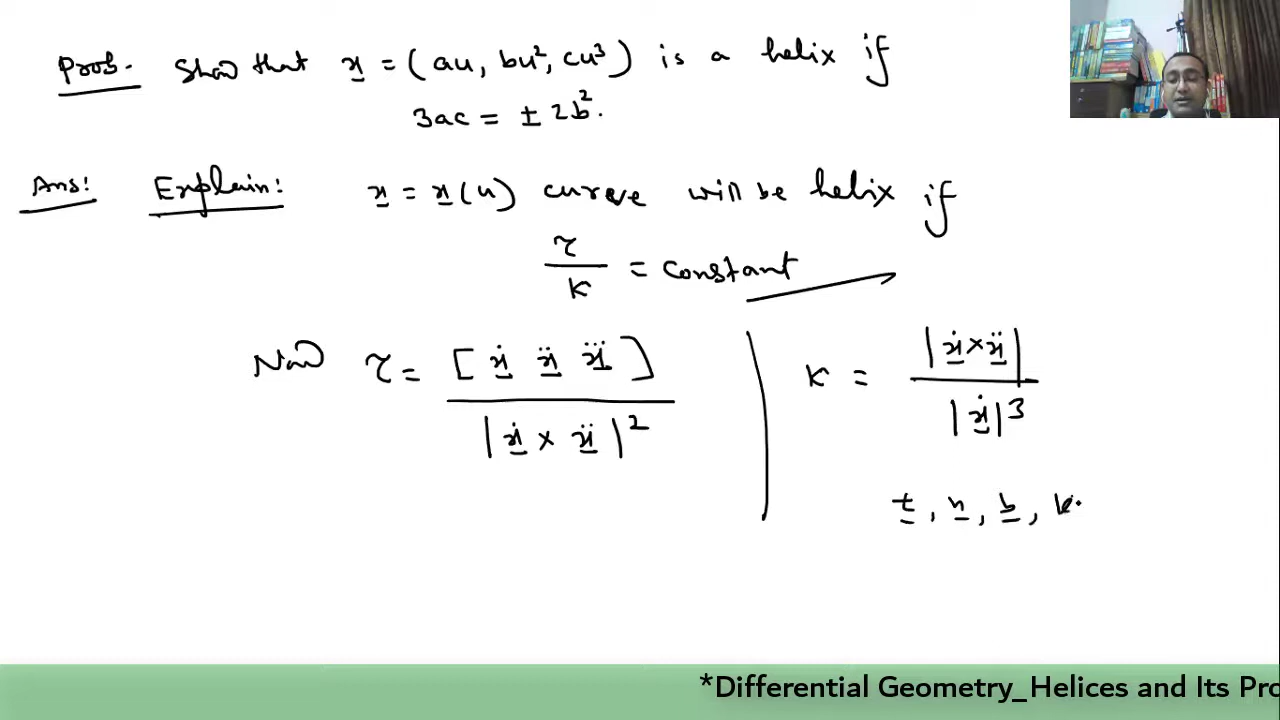 Prob. Show that r = (au, bu², cu³) is a helix if
3ac = ± 2b².
Ans: Explain: r = r(u) curve will be helix if
τ/κ = constant
Now τ = [ṙ r̈ r⃛] / |ṙ × r̈|²
κ = |ṙ × r̈| / |ṙ|³
t, n, b, k
*Differential Geometry_Helices and Its Pro